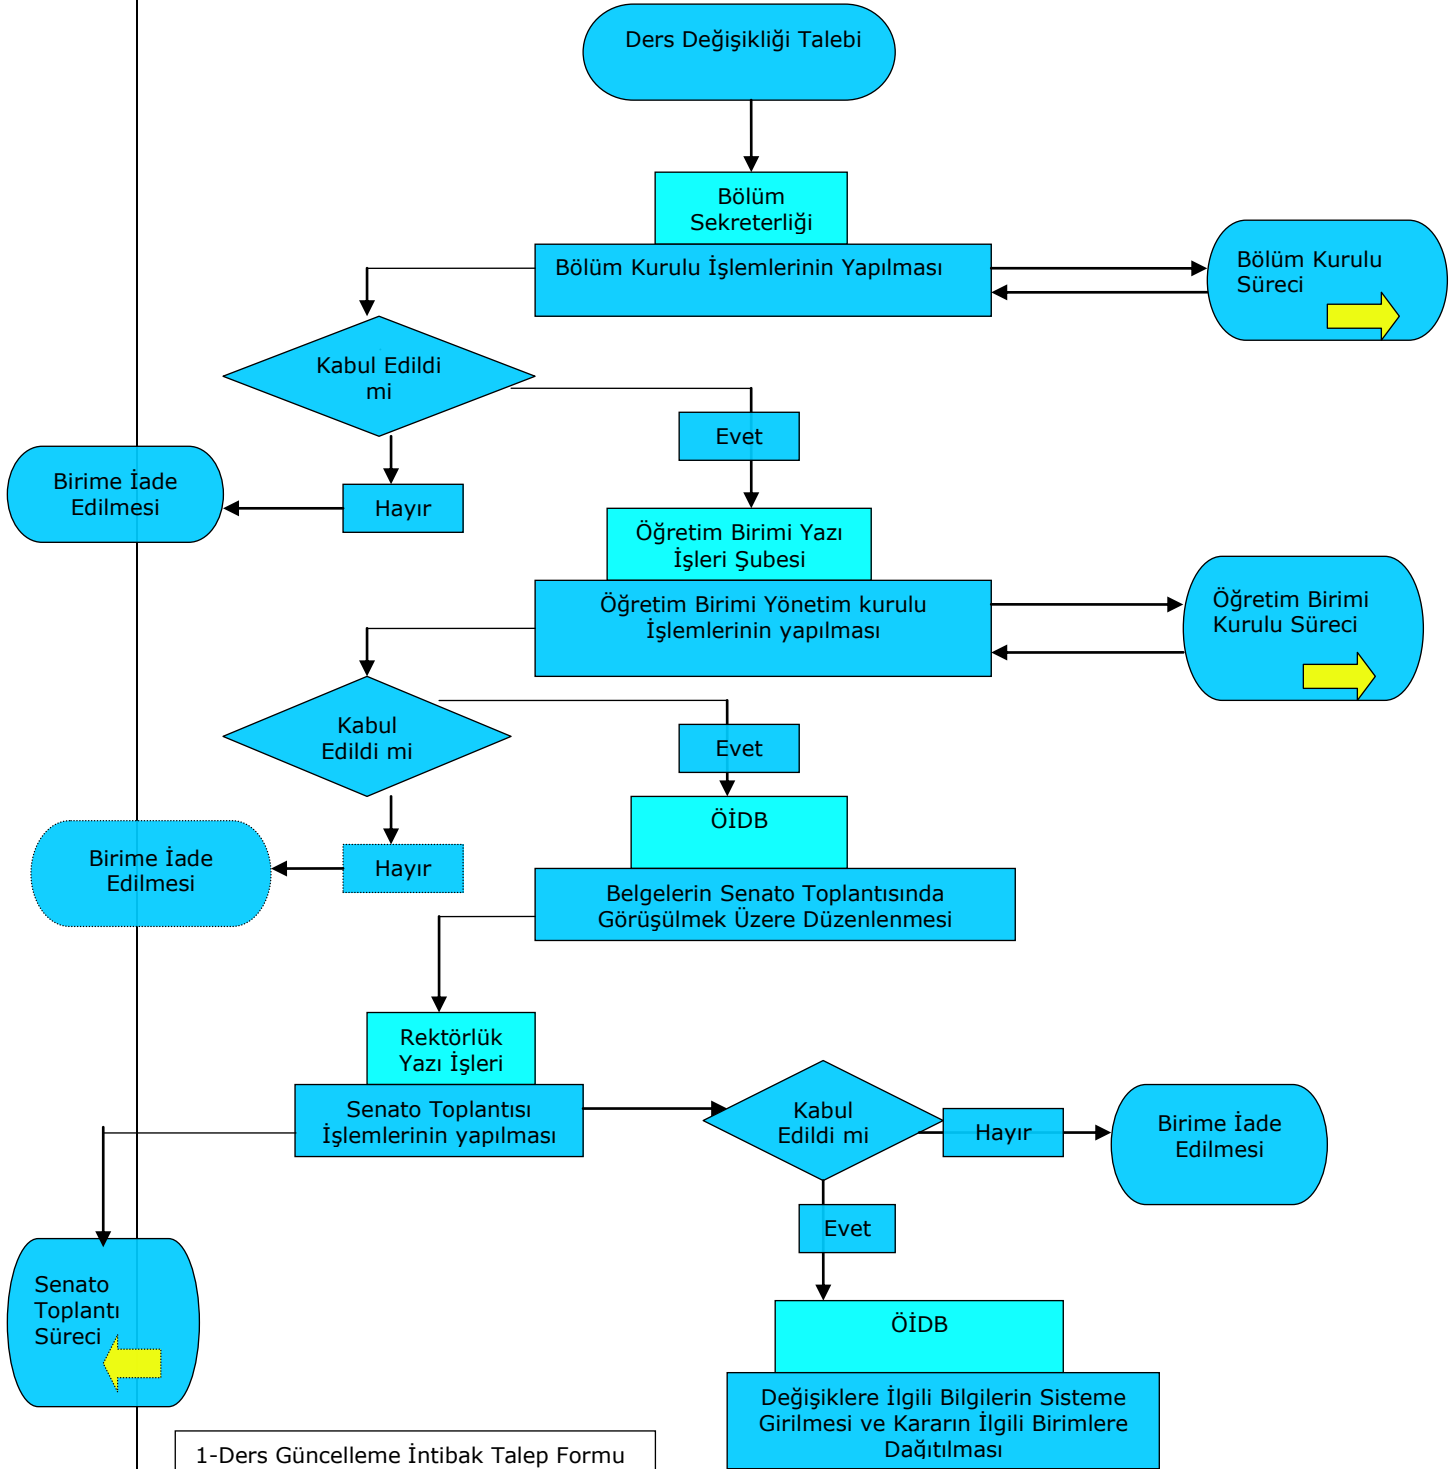 Ders Değişikliği Talebi
Bölüm
Sekreterliği
Bölüm Kurulu İşlemlerinin Yapılması
Bölüm Kurulu
Süreci
Kabul Edildi
mi
Evet
Birime İade
Edilmesi
Hayır
Öğretim Birimi Yazı
İşleri Şubesi
Öğretim Birimi Yönetim kurulu
İşlemlerinin yapılması
Öğretim Birimi
Kurulu Süreci
Kabul
Edildi mi
Evet
ÖİDB
Birime İade
Edilmesi
Hayır
Belgelerin Senato Toplantısında
Görüşülmek Üzere Düzenlenmesi
Rektörlük
Yazı İşleri
Senato Toplantısı
İşlemlerinin yapılması
Kabul
Edildi mi
Hayır
Birime İade
Edilmesi
Evet
Senato
Toplantı
Süreci
ÖİDB
Değişiklere İlgili Bilgilerin Sisteme
Girilmesi ve Kararın İlgili Birimlere
Dağıtılması
1-Ders Güncelleme İntibak Talep Formu